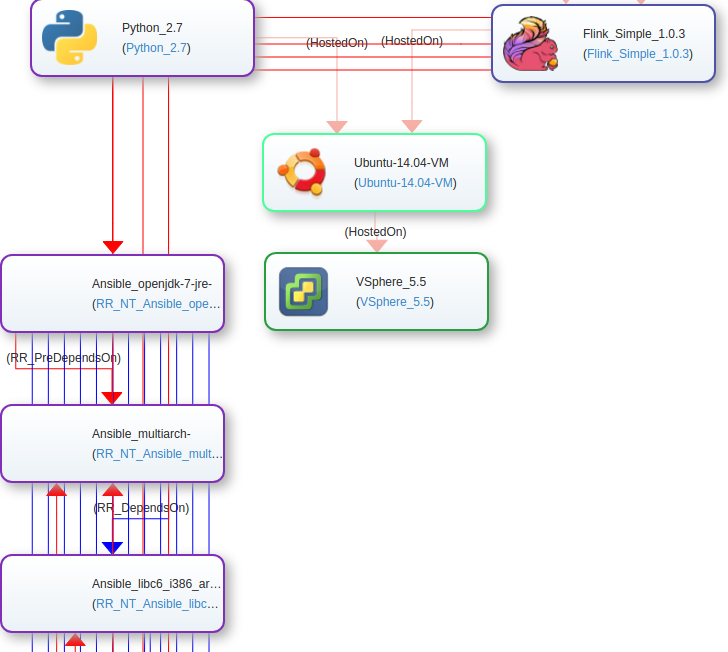 Python_2.7
(Python_2.7)
Flink_Simple_1.0.3
(Flink_Simple_1.0.3)
(HostedOn)
(HostedOn)
Ubuntu-14.04-VM
(Ubuntu-14.04-VM)
(HostedOn)
VSphere_5.5
(VSphere_5.5)
Ansible_openjdk-7-jre-
(RR_NT_Ansible_ope...
(RR_PreDependsOn)
Ansible_multiarch-
(RR_NT_Ansible_mult...
(RR_DependsOn)
Ansible_libc6_i386_ar...
(RR_NT_Ansible_libc...